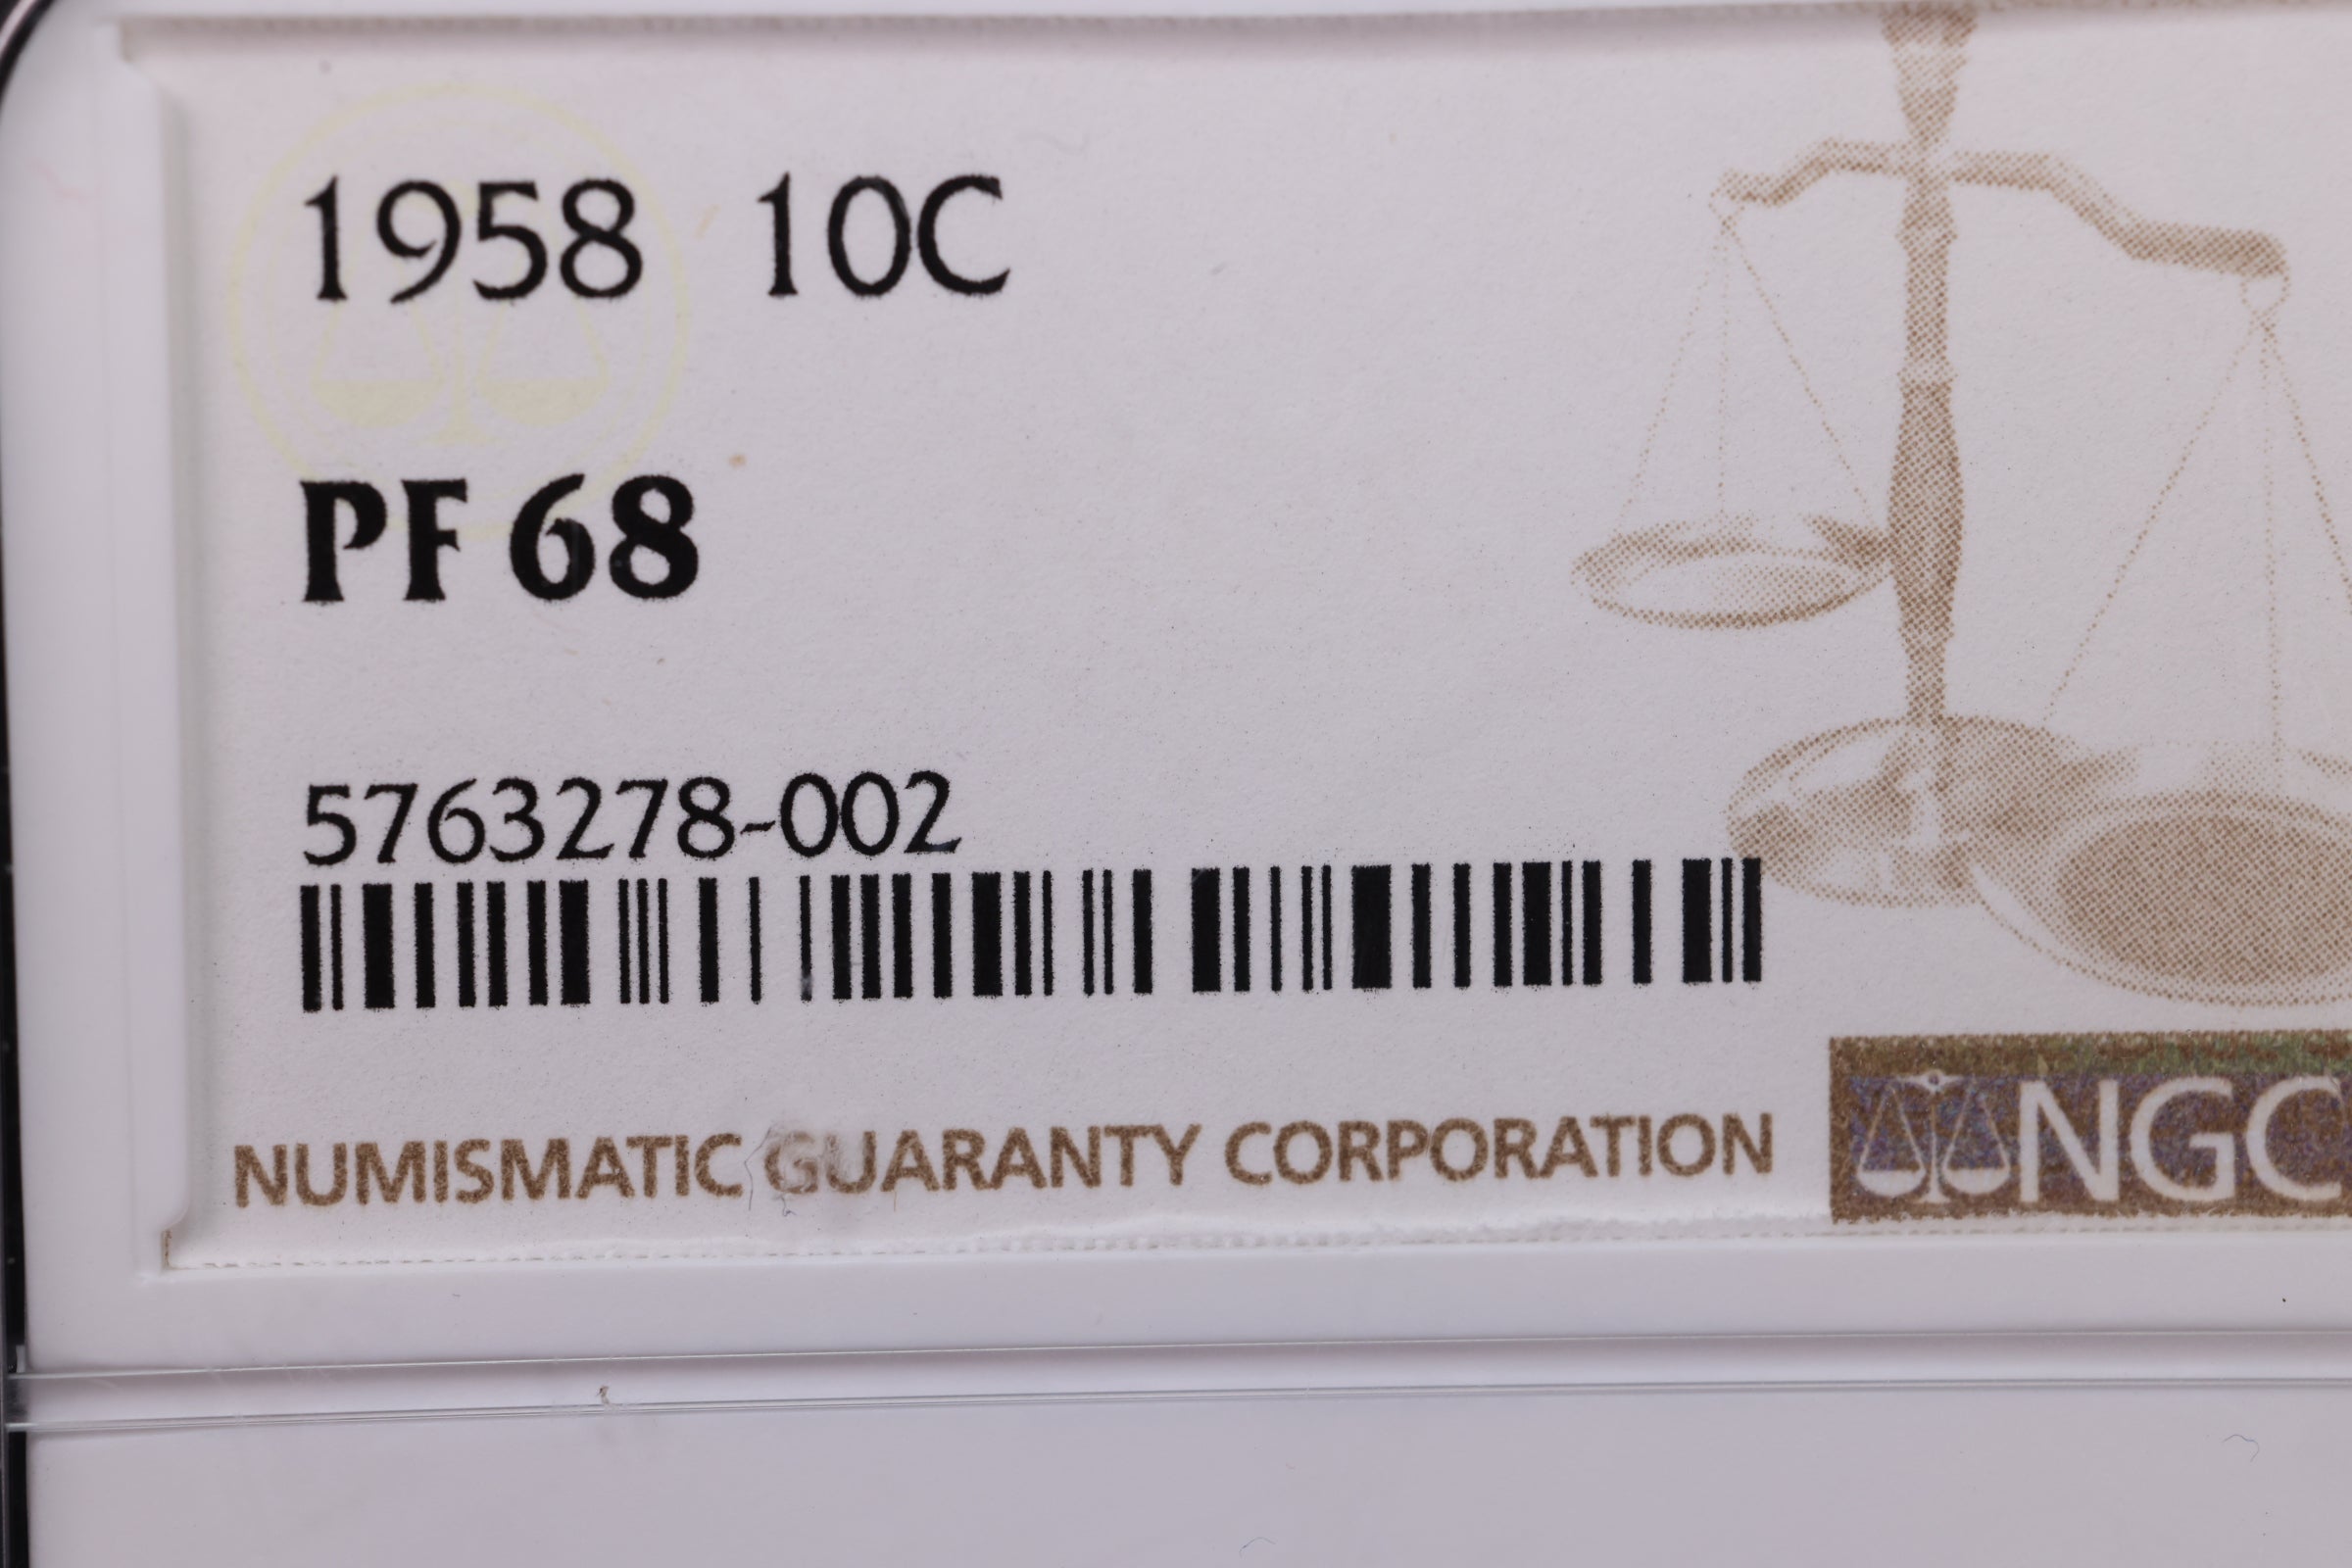 1958 10C
PF 68
5763278-002
NUMISMATIC GUARANTY CORPORATION
NGC